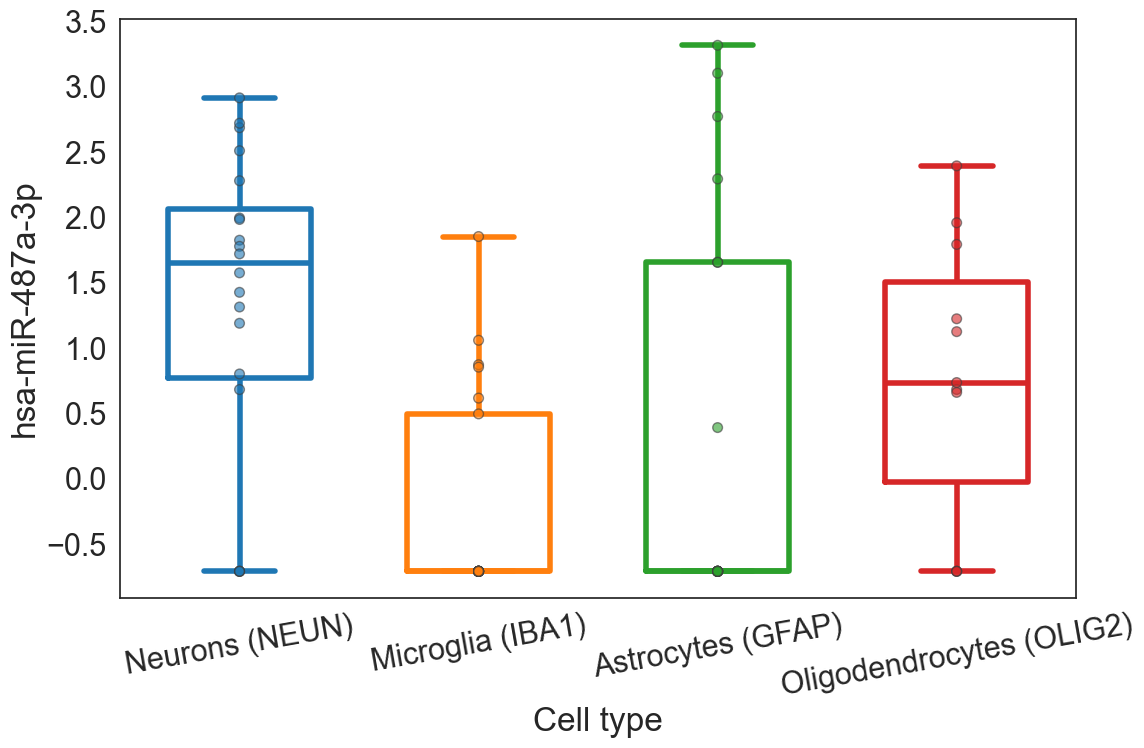 hsa-miR-487a-3p
3.5
3.0
2.5
2.0
1.5
1.0
0.5
0.0
−0.5
Neurons (NEUN)
Microglia (IBA1)
Astrocytes (GFAP)
Oligodendrocytes (OLIG2)
Cell type